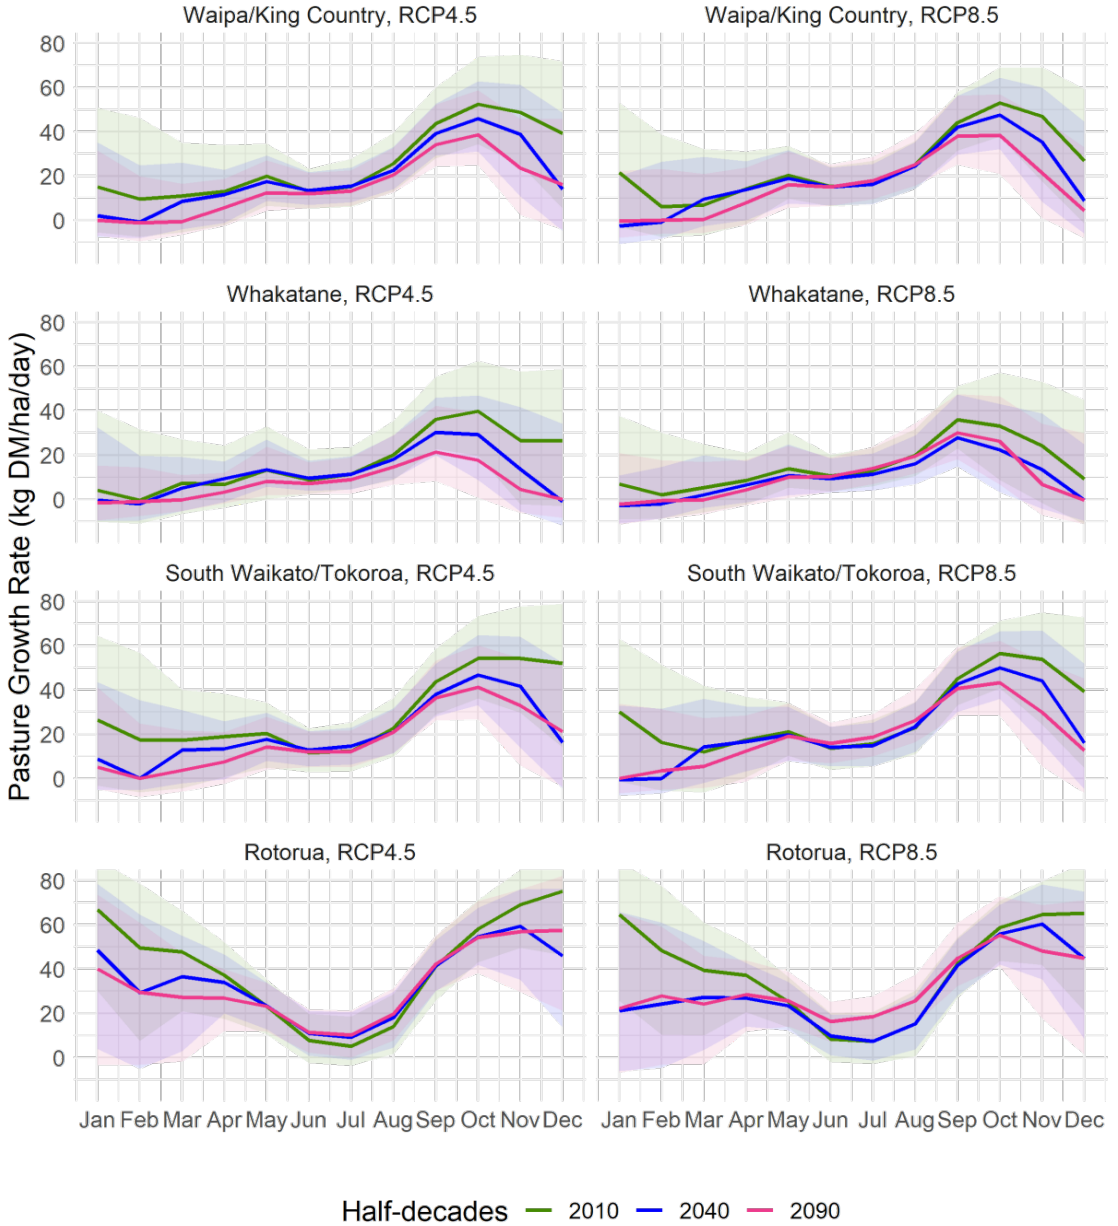 Waipa/King Country, RCP4.5
Waipa/King Country, RCP8.5
80
60
40
20
0
Whakatane, RCP4.5
Whakatane, RCP8.5
80
60
40
20
0
Pasture Growth Rate (kg DM/ha/day)
South Waikato/Tokoroa, RCP4.5
South Waikato/Tokoroa, RCP8.5
80
60
40
20
0
Rotorua, RCP4.5
Rotorua, RCP8.5
80
60
40
20
0
Jan Feb Mar Apr May Jun Jul Aug Sep Oct Nov Dec
Jan Feb Mar Apr May Jun Jul Aug Sep Oct Nov Dec
Half-decades 2010 2040 2090